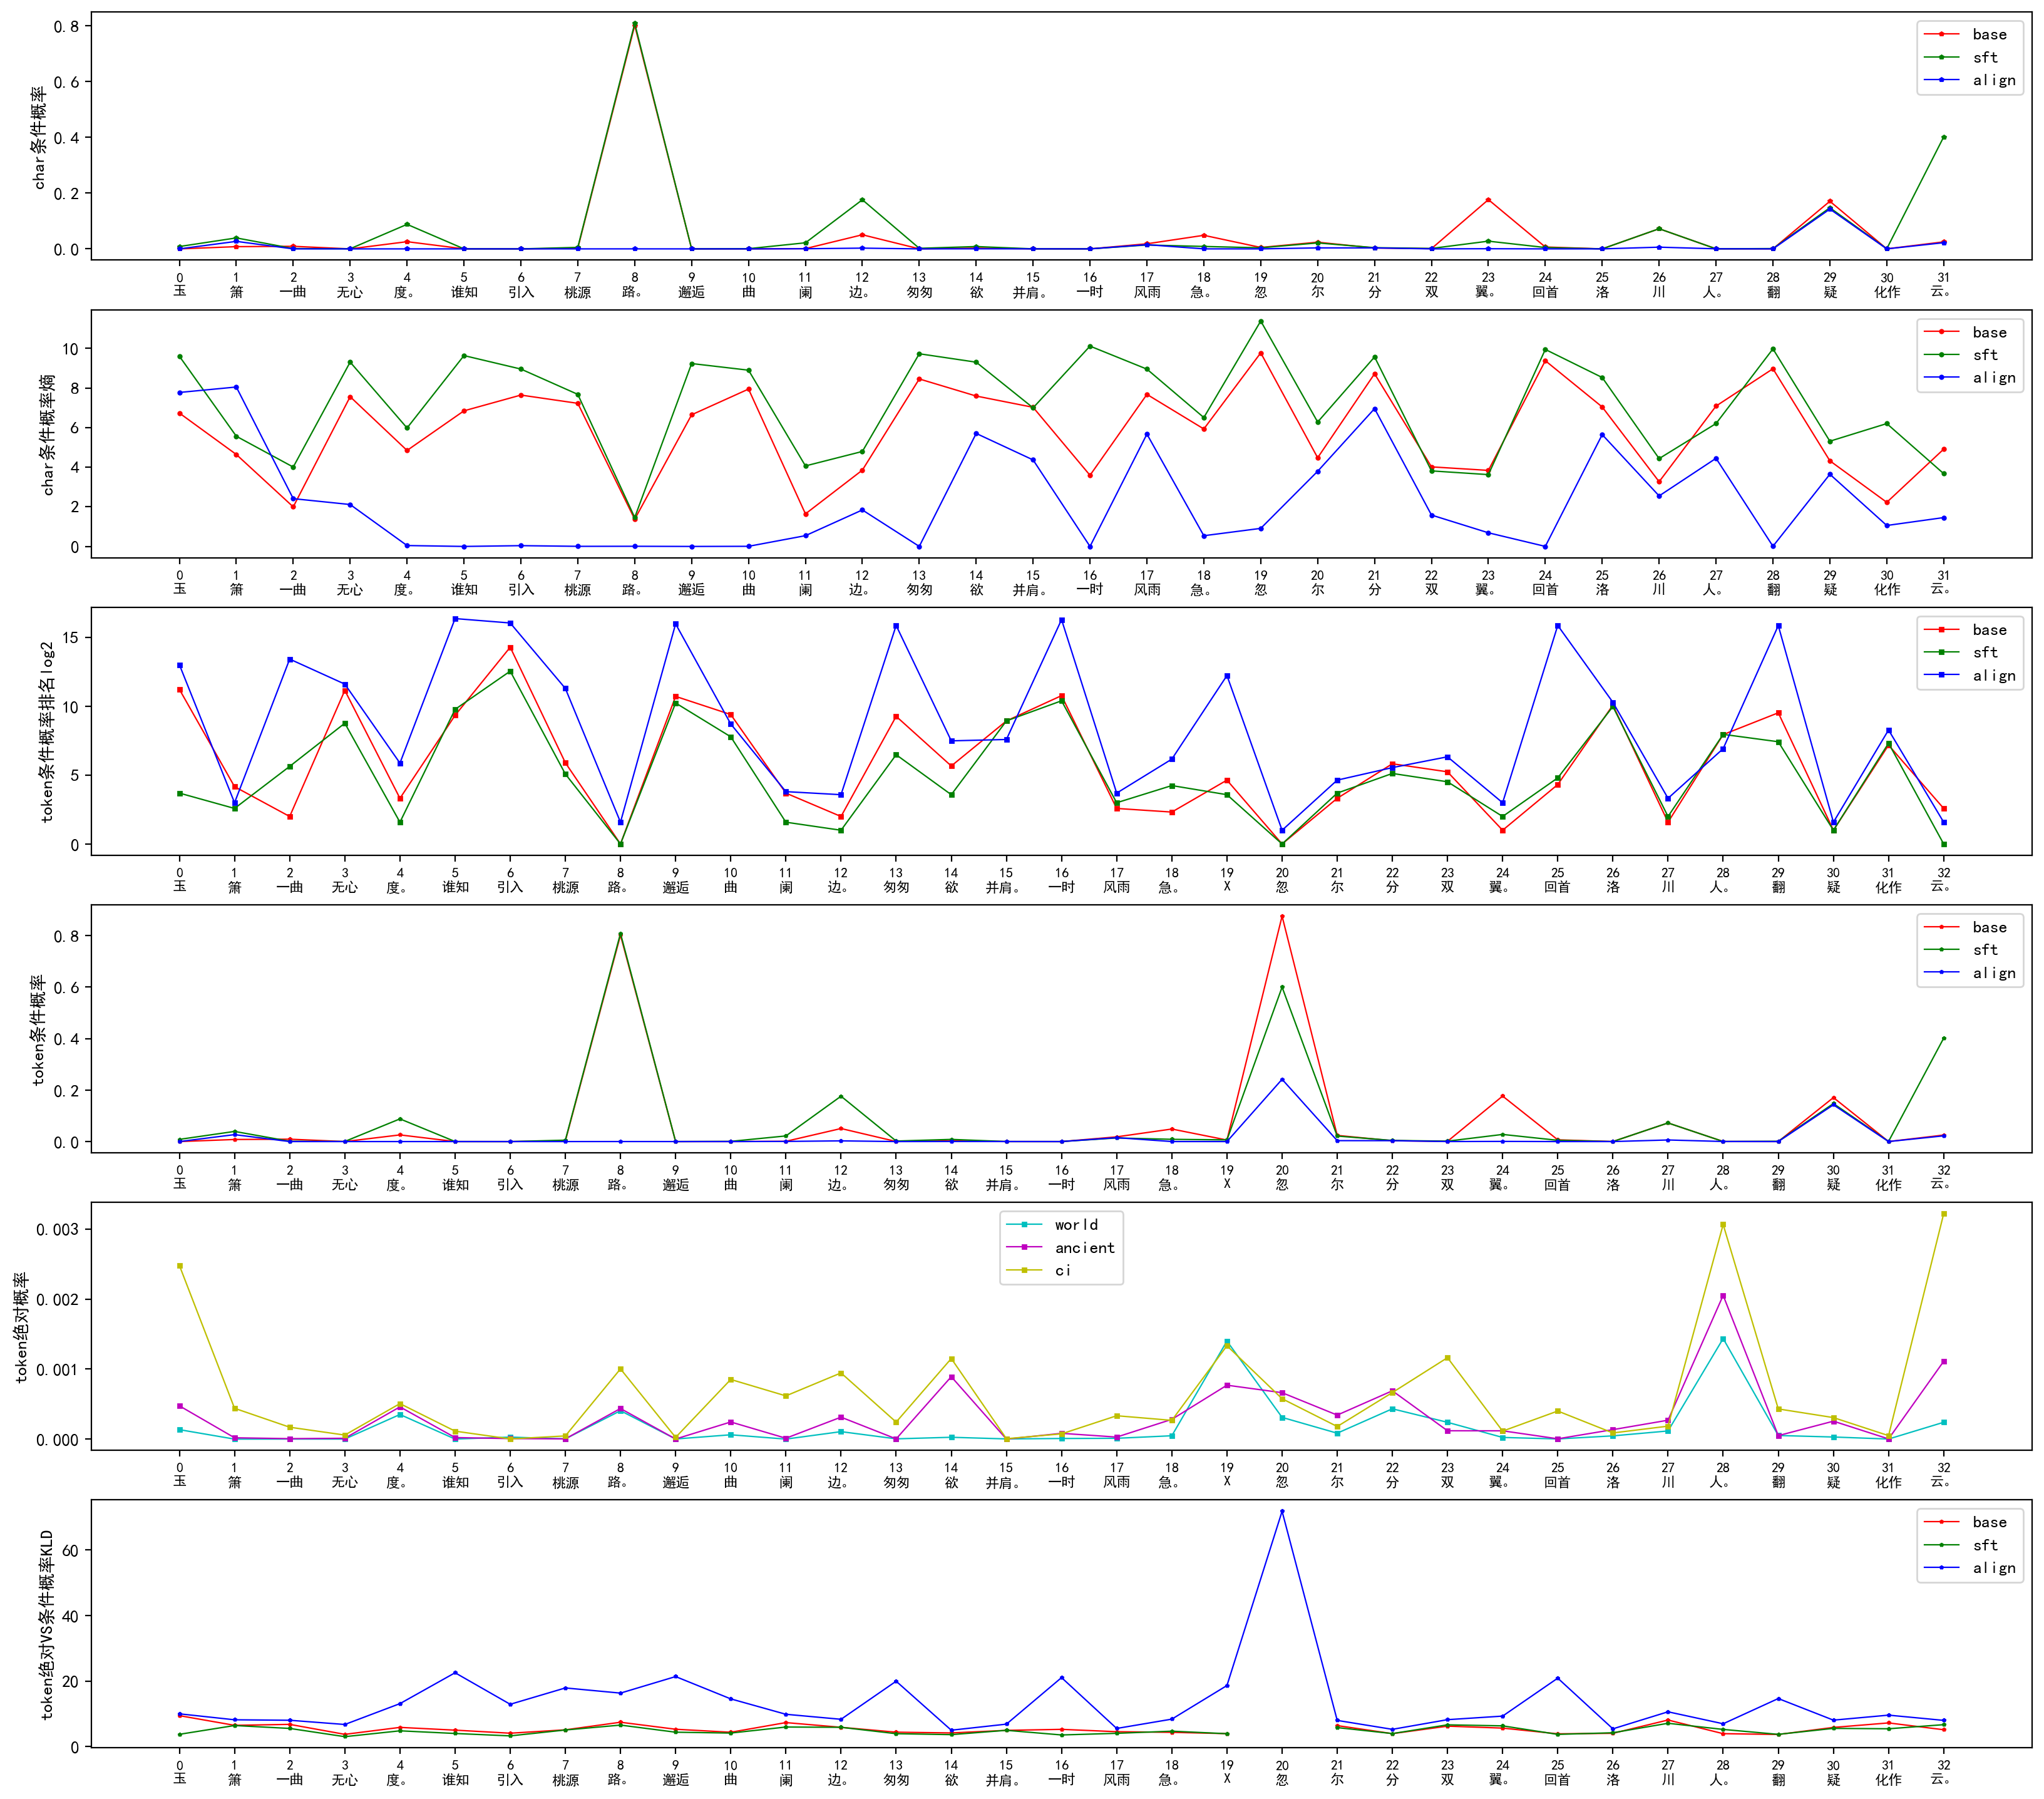 char条件概率
0.8
0.6
0.4
0.2
0.0
base
sft
align
0 1 2 3 4 5 6 7 8 9 10 11 12 13 14 15 16 17 18 19 20 21 22 23 24 25 26 27 28 29 30 31
玉 箫 一曲 无心 度。 谁知 引入 桃源 路。 邂逅 曲 阑 边。 匆匆 欲 并肩。 一时 风雨 急。 忽 尔 分 双 翼。 回首 洛 川 人。 翻 疑 化作 云。
char条件概率熵
10
8
6
4
2
0
base
sft
align
0 1 2 3 4 5 6 7 8 9 10 11 12 13 14 15 16 17 18 19 20 21 22 23 24 25 26 27 28 29 30 31
玉 箫 一曲 无心 度。 谁知 引入 桃源 路。 邂逅 曲 阑 边。 匆匆 欲 并肩。 一时 风雨 急。 忽 尔 分 双 翼。 回首 洛 川 人。 翻 疑 化作 云。
token条件概率排名log2
15
10
5
0
base
sft
align
0 1 2 3 4 5 6 7 8 9 10 11 12 13 14 15 16 17 18 19 20 21 22 23 24 25 26 27 28 29 30 31 32
玉 箫 一曲 无心 度。 谁知 引入 桃源 路。 邂逅 曲 阑 边。 匆匆 欲 并肩。 一时 风雨 急。 X 忽 尔 分 双 翼。 回首 洛 川 人。 翻 疑 化作 云。
token条件概率
0.8
0.6
0.4
0.2
0.0
base
sft
align
0 1 2 3 4 5 6 7 8 9 10 11 12 13 14 15 16 17 18 19 20 21 22 23 24 25 26 27 28 29 30 31 32
玉 箫 一曲 无心 度。 谁知 引入 桃源 路。 邂逅 曲 阑 边。 匆匆 欲 并肩。 一时 风雨 急。 X 忽 尔 分 双 翼。 回首 洛 川 人。 翻 疑 化作 云。
token绝对概率
0.003
0.002
0.001
0.000
world
ancient
ci
0 1 2 3 4 5 6 7 8 9 10 11 12 13 14 15 16 17 18 19 20 21 22 23 24 25 26 27 28 29 30 31 32
玉 箫 一曲 无心 度。 谁知 引入 桃源 路。 邂逅 曲 阑 边。 匆匆 欲 并肩。 一时 风雨 急。 X 忽 尔 分 双 翼。 回首 洛 川 人。 翻 疑 化作 云。
token绝对VS条件概率KLD
60
40
20
0
base
sft
align
0 1 2 3 4 5 6 7 8 9 10 11 12 13 14 15 16 17 18 19 20 21 22 23 24 25 26 27 28 29 30 31 32
玉 箫 一曲 无心 度。 谁知 引入 桃源 路。 邂逅 曲 阑 边。 匆匆 欲 并肩。 一时 风雨 急。 X 忽 尔 分 双 翼。 回首 洛 川 人。 翻 疑 化作 云。